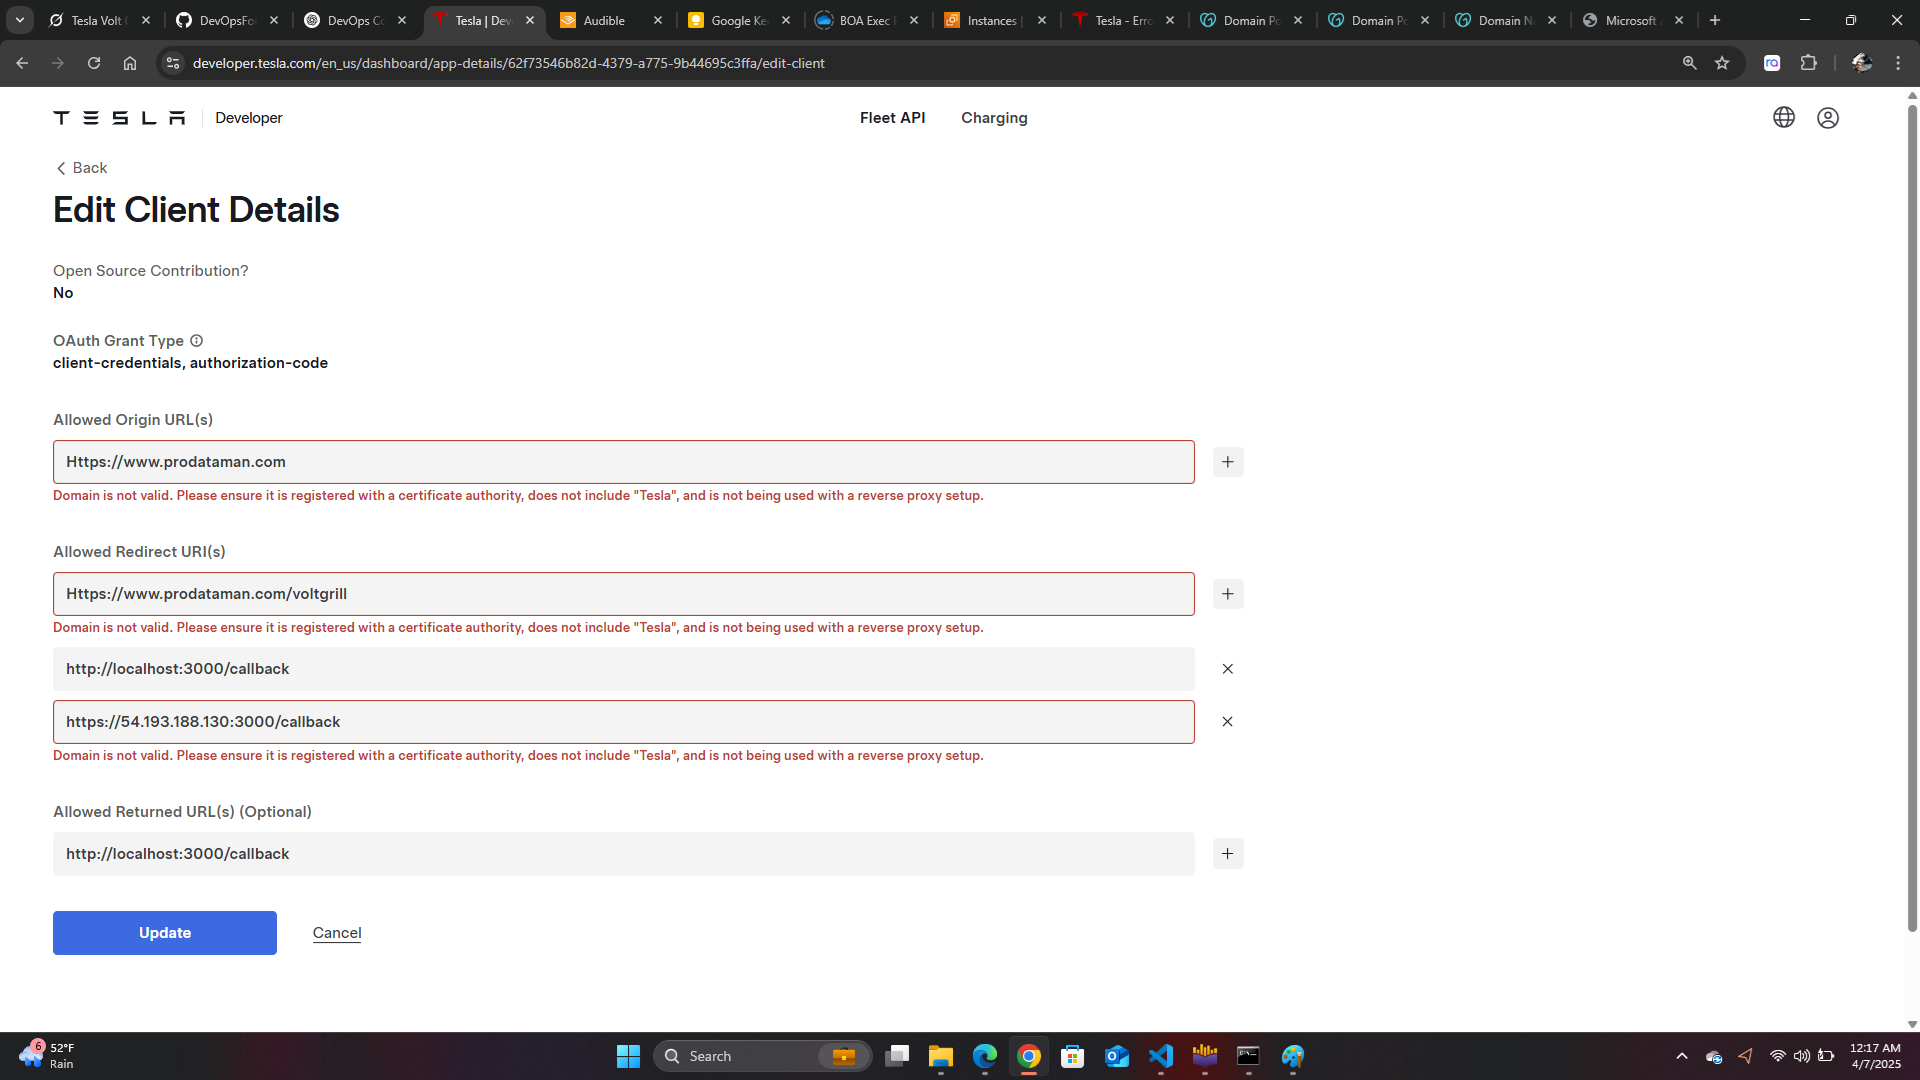 Tesla Volt
DevOpsFor
DevOps Co
Tesla | Dev
Audible
Google Ke
BOA Exec
Instances |
Tesla - Erro
Domain Po
Domain Po
Domain N
Microsoft
developer.tesla.com/en_us/dashboard/app-details/62f73546b82d-4379-a775-9b44695c3ffa/edit-client
TESLA Developer
Fleet API Charging
Back
Edit Client Details
Open Source Contribution?
No
OAuth Grant Type
client-credentials, authorization-code
Allowed Origin URL(s)
Https://www.prodataman.com
Domain is not valid. Please ensure it is registered with a certificate authority, does not include "Tesla", and is not being used with a reverse proxy setup.
Allowed Redirect URI(s)
Https://www.prodataman.com/voltgrill
Domain is not valid. Please ensure it is registered with a certificate authority, does not include "Tesla", and is not being used with a reverse proxy setup.
http://localhost:3000/callback
https://54.193.188.130:3000/callback
Domain is not valid. Please ensure it is registered with a certificate authority, does not include "Tesla", and is not being used with a reverse proxy setup.
Allowed Returned URL(s) (Optional)
http://localhost:3000/callback
Update Cancel
6
52°F
Rain
Search
12:17 AM
4/7/2025